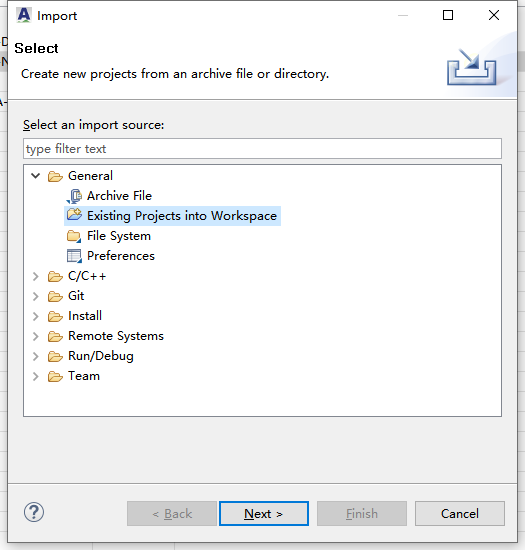 Import
Select
Create new projects from an archive file or directory.
Select an import source:
type filter text
General
Archive File
Existing Projects into Workspace
File System
Preferences
C/C++
Git
Install
Remote Systems
Run/Debug
Team
< Back
Next >
Finish
Cancel